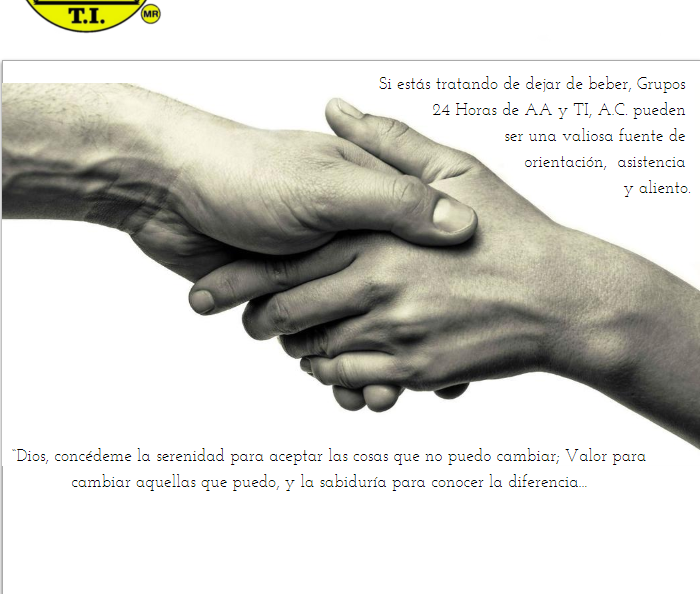 T.I.
MR
Si estás tratando de dejar de beber, Grupos
24 Horas de AA y TI, A.C. pueden
ser una valiosa fuente de
orientación, asistencia
y aliento.
“Dios, concédeme la serenidad para aceptar las cosas que no puedo cambiar; Valor para
cambiar aquellas que puedo, y la sabiduría para conocer la diferencia...